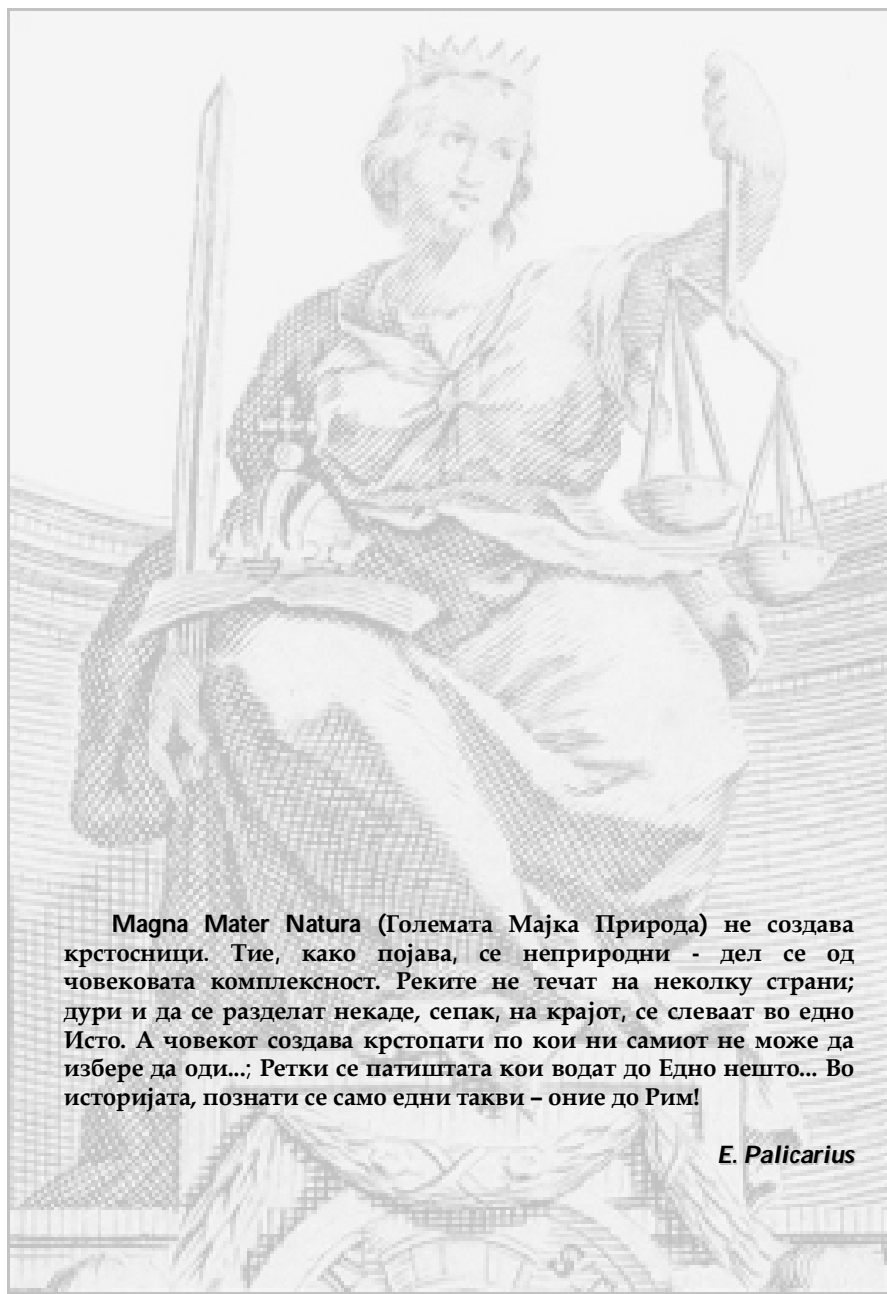 Magna Mater Natura (Големата Мајка Природа) не создава
крстосници. Тие, како појава, се неприродни - дел се од
човековата комплексност. Реките не течат на неколку страни;
дури и да се разделат некаде, сепак, на крајот, се слеваат во едно
Исто. А човекот создава крстопати по кои ни самиот не може да
избере да оди...; Ретки се патиштата кои водат до Едно нешто... Во
историјата, познати се само едни такви – оние до Рим!
E. Palicarius